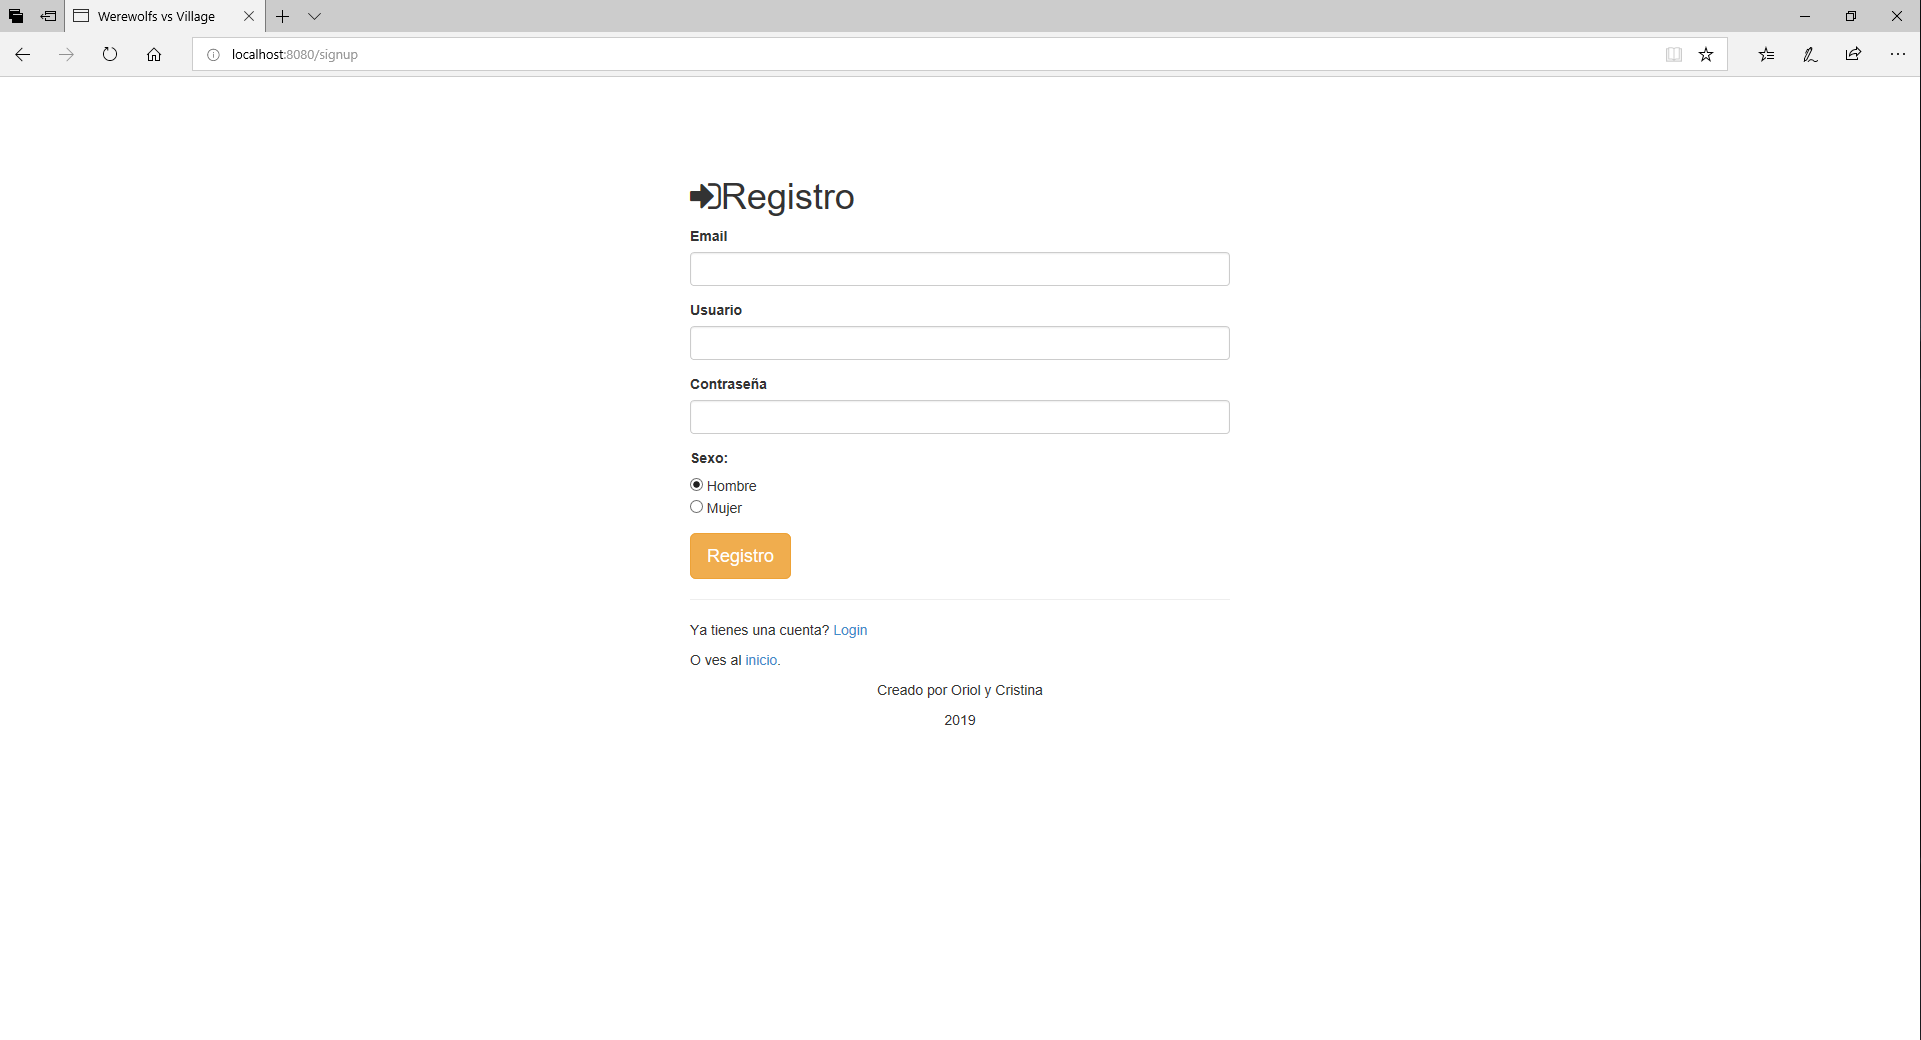 Werewolfs vs Village
localhost:8080/signup
Registro
Email
Usuario
Contraseña
Sexo:
Hombre
Mujer
Registro
Ya tienes una cuenta? Login
O ves al inicio.
Creado por Oriol y Cristina
2019